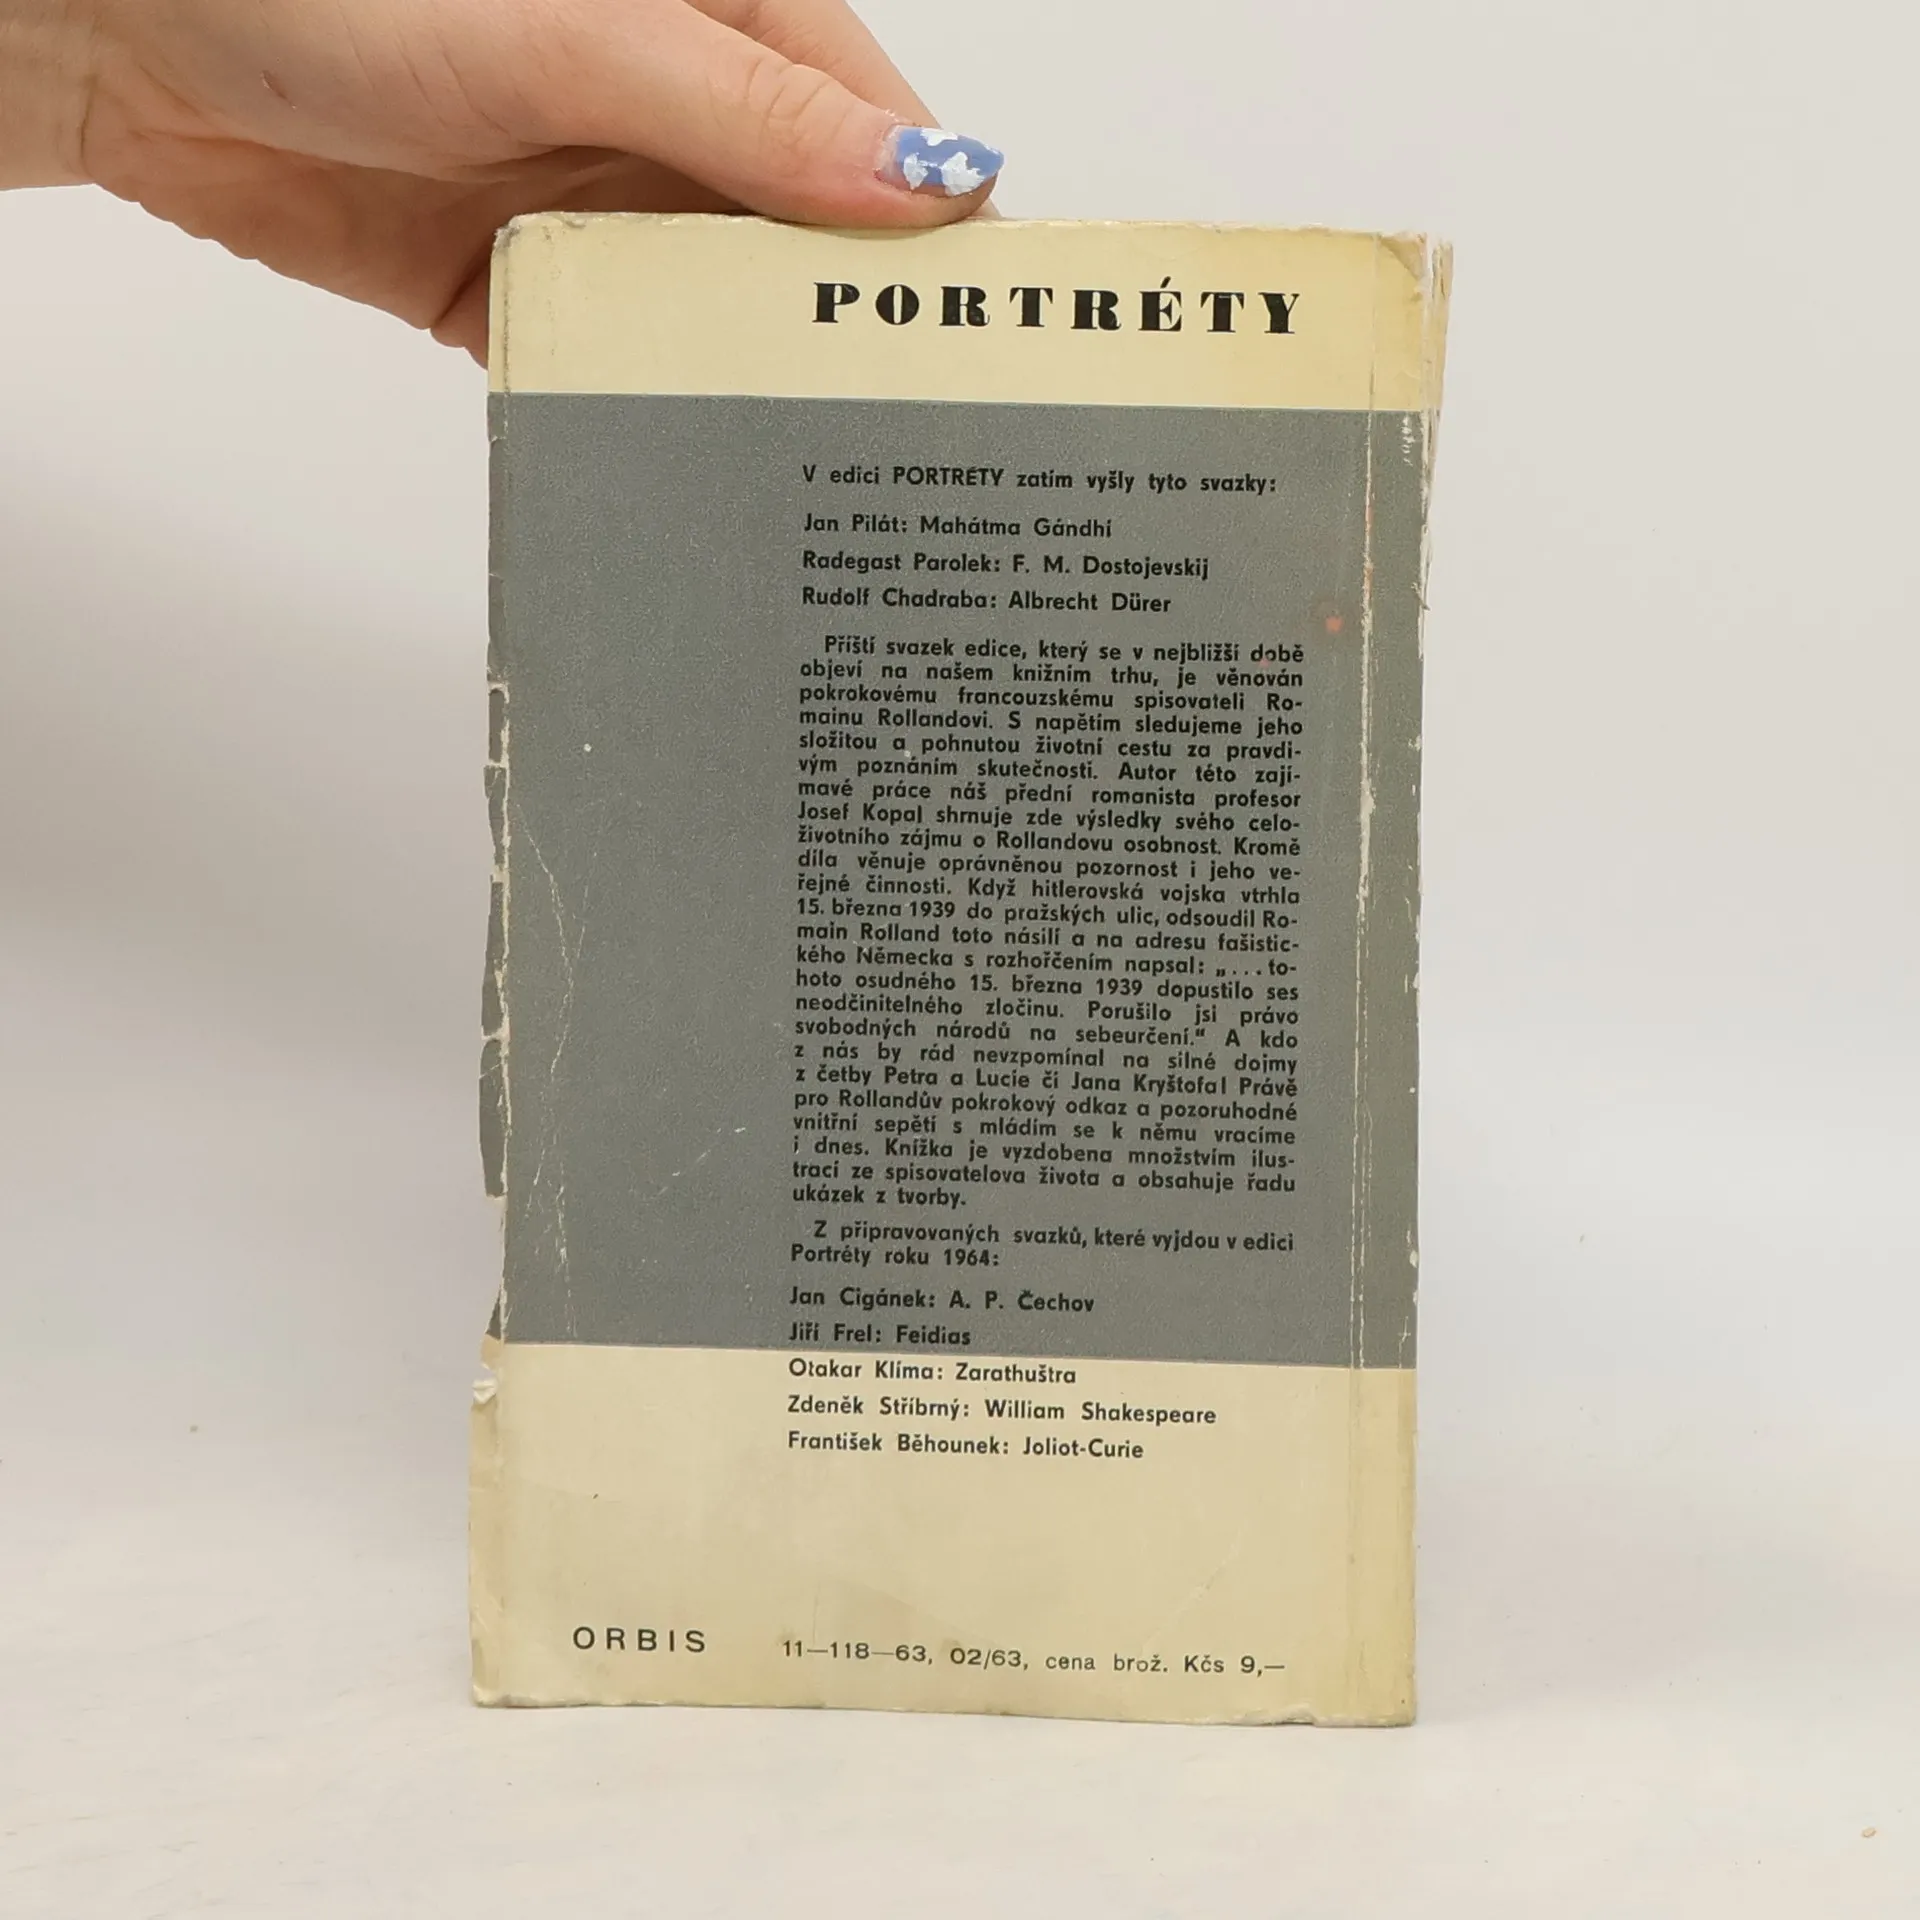 PORTRÉTY
V edici PORTRÉTY zatím vyšly tyto svazky:
Jan Pilát: Mahátma Gándhí
Radegast Parolek: F. M. Dostojevskij
Rudolf Chadraba: Albrecht Dürer
Příští svazek edice, který se v nejbližší době
objeví na našem knižním trhu, je věnován
pokrokovému francouzskému spisovateli Ro-
mainu Rollandovi. S napětím sledujeme jeho
složitou a pohnutou životní cestu za pravdi-
vým poznáním skutečnosti. Autor této zají-
mavé práce náš přední romanista profesor
Josef Kopal shrnuje zde výsledky svého celo-
životního zájmu o Rollandovu osobnost. Kromě
díla věnuje oprávněnou pozornost i jeho ve-
řejné činnosti. Když hitlerovská vojska vtrhla
15. března 1939 do pražských ulic, odsoudil Ro-
main Rolland toto násilí a na adresu fašistic-
kého Německa s rozhořčením napsal: „...to-
hoto osudného 15. března 1939 dopustilo ses
neodčinitelného zločinu. Porušilo jsi právo
svobodných národů na sebeurčení." A kdo
z nás by rád nevzpomínal na silné dojmy
z četby Petra a Lucie či Jana Kryštofa! Právě
pro Rollandův pokrokový odkaz a pozoruhodné
vnitřní sepětí s mládím se k němu vracíme
i dnes. Knížka je vyzdobena množstvím ilus-
trací ze spisovatelova života a obsahuje řadu
ukázek z tvorby.
Z připravovaných svazků, které vyjdou v edici
Portréty roku 1964:
Jan Cigánek: A. P. Čechov
Jiří Frel: Feidias
Otakar Klíma: Zarathuštra
Zdeněk Stříbrný: William Shakespeare
František Běhounek: Joliot-Curie
ORBIS 11—118—63, 02/63, cena brož. Kčs 9,—